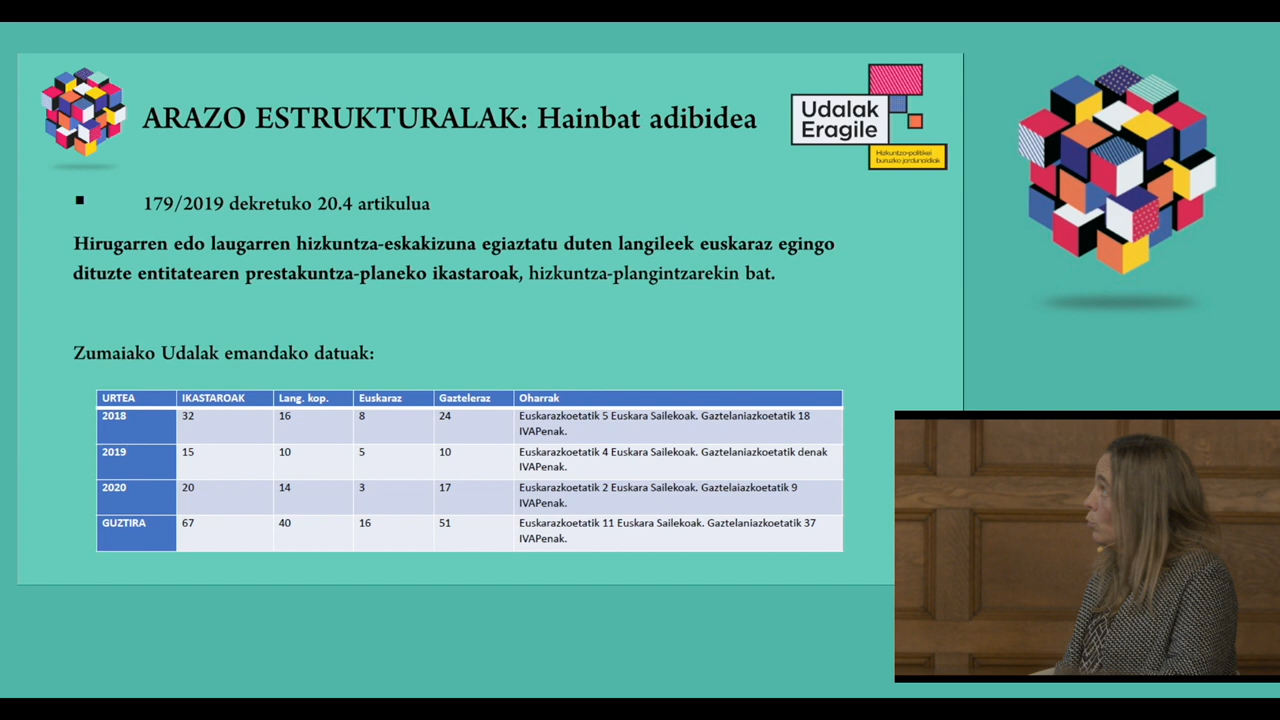 ARAZO ESTRUKTURALAK: Hainbat adibidea
Udalak
Eragile
Hizkuntza-politikei
buruzko jardunaldiak
179/2019 dekretuko 20.4 artikulua
Hirugarren edo laugarren hizkuntza-eskakizuna egiaztatu duten langileek euskaraz egingo
dituzte entitatearen prestakuntza-planeko ikastaroak, hizkuntza-plangintzarekin bat.
Zumaiako Udalak emandako datuak:
URTEA IKASTAROAK Lang. kop. Euskaraz Gazteleraz Oharrak
2018 32 16 8 24 Euskarazkoetatik 5 Euskara Sailekoak. Gaztelaniazkoetatik 18
IVAPenak.
2019 15 10 5 10 Euskarazkoetatik 4 Euskara Sailekoak. Gaztelaniazkoetatik denak
IVAPenak.
2020 20 14 3 17 Euskarazkoetatik 2 Euskara Sailekoak. Gaztelaiazkoetatik 9
IVAPenak.
GUZTIRA 67 40 16 51 Euskarazkoetatik 11 Euskara Sailekoak. Gaztelaniazkoetatik 37
IVAPenak.